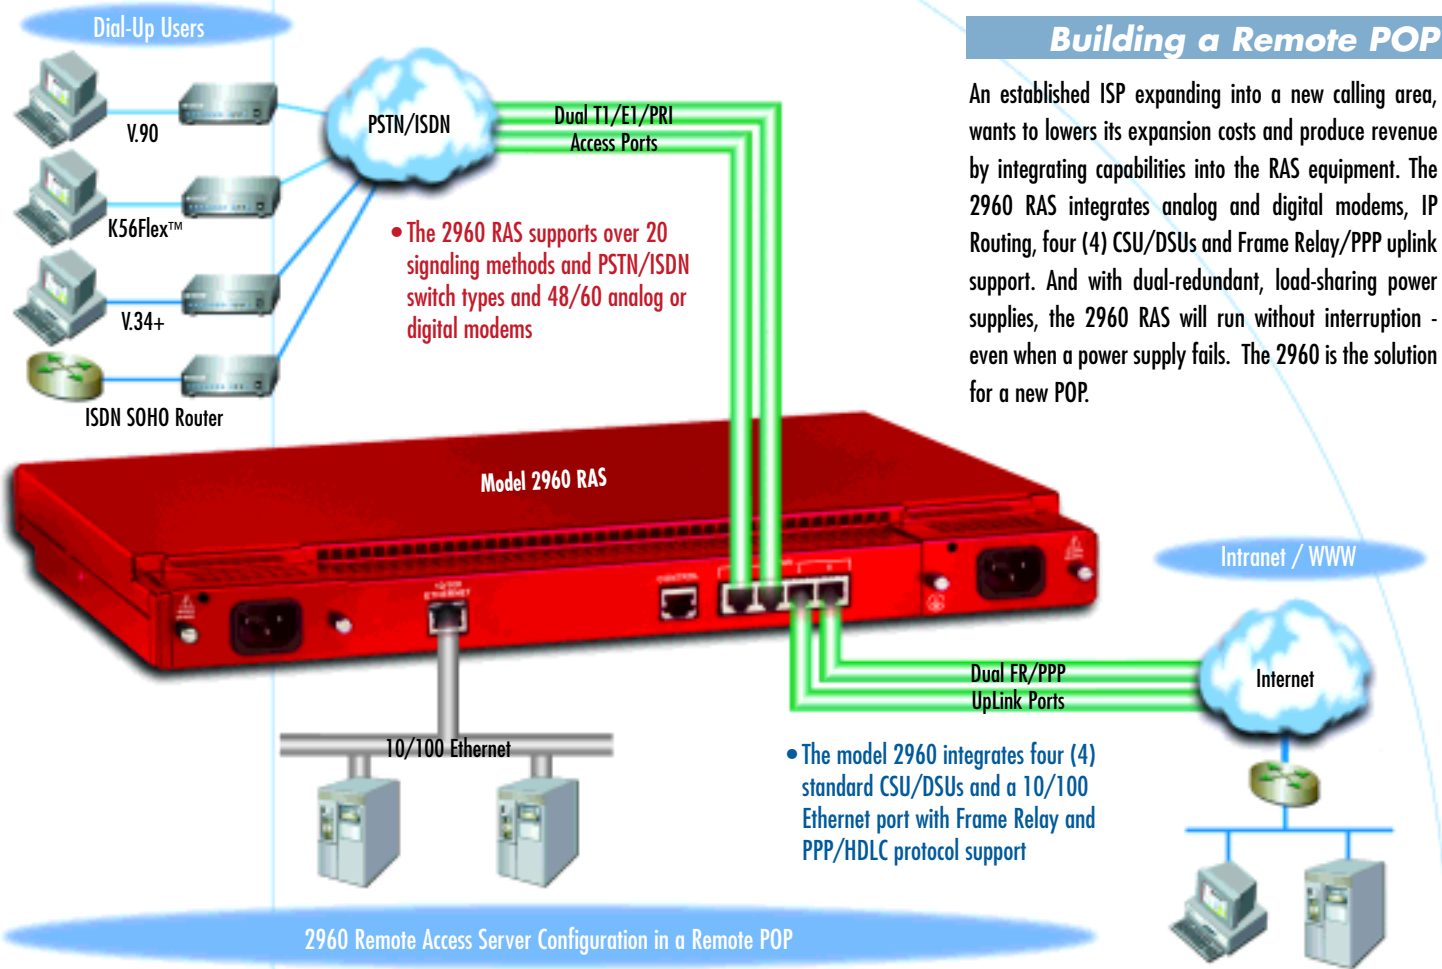 Dial-Up Users
Building a Remote POP
An established ISP expanding into a new calling area,
wants to lowers its expansion costs and produce revenue
by integrating capabilities into the RAS equipment. The
2960 RAS integrates analog and digital modems, IP
Routing, four (4) CSU/DSUs and Frame Relay/PPP uplink
support. And with dual-redundant, load-sharing power
supplies, the 2960 RAS will run without interruption -
even when a power supply fails. The 2960 is the solution
for a new POP.
V.90
K56Flex™
V.34+
ISDN SOHO Router
PSTN/ISDN
Dual T1/E1/PRI
Access Ports
• The 2960 RAS supports over 20
signaling methods and PSTN/ISDN
switch types and 48/60 analog or
digital modems
Model 2960 RAS
10/100
ETHERNET
CONTROL
Intranet / WWW
Internet
Dual FR/PPP
UpLink Ports
10/100 Ethernet
• The model 2960 integrates four (4)
standard CSU/DSUs and a 10/100
Ethernet port with Frame Relay and
PPP/HDLC protocol support
2960 Remote Access Server Configuration in a Remote POP